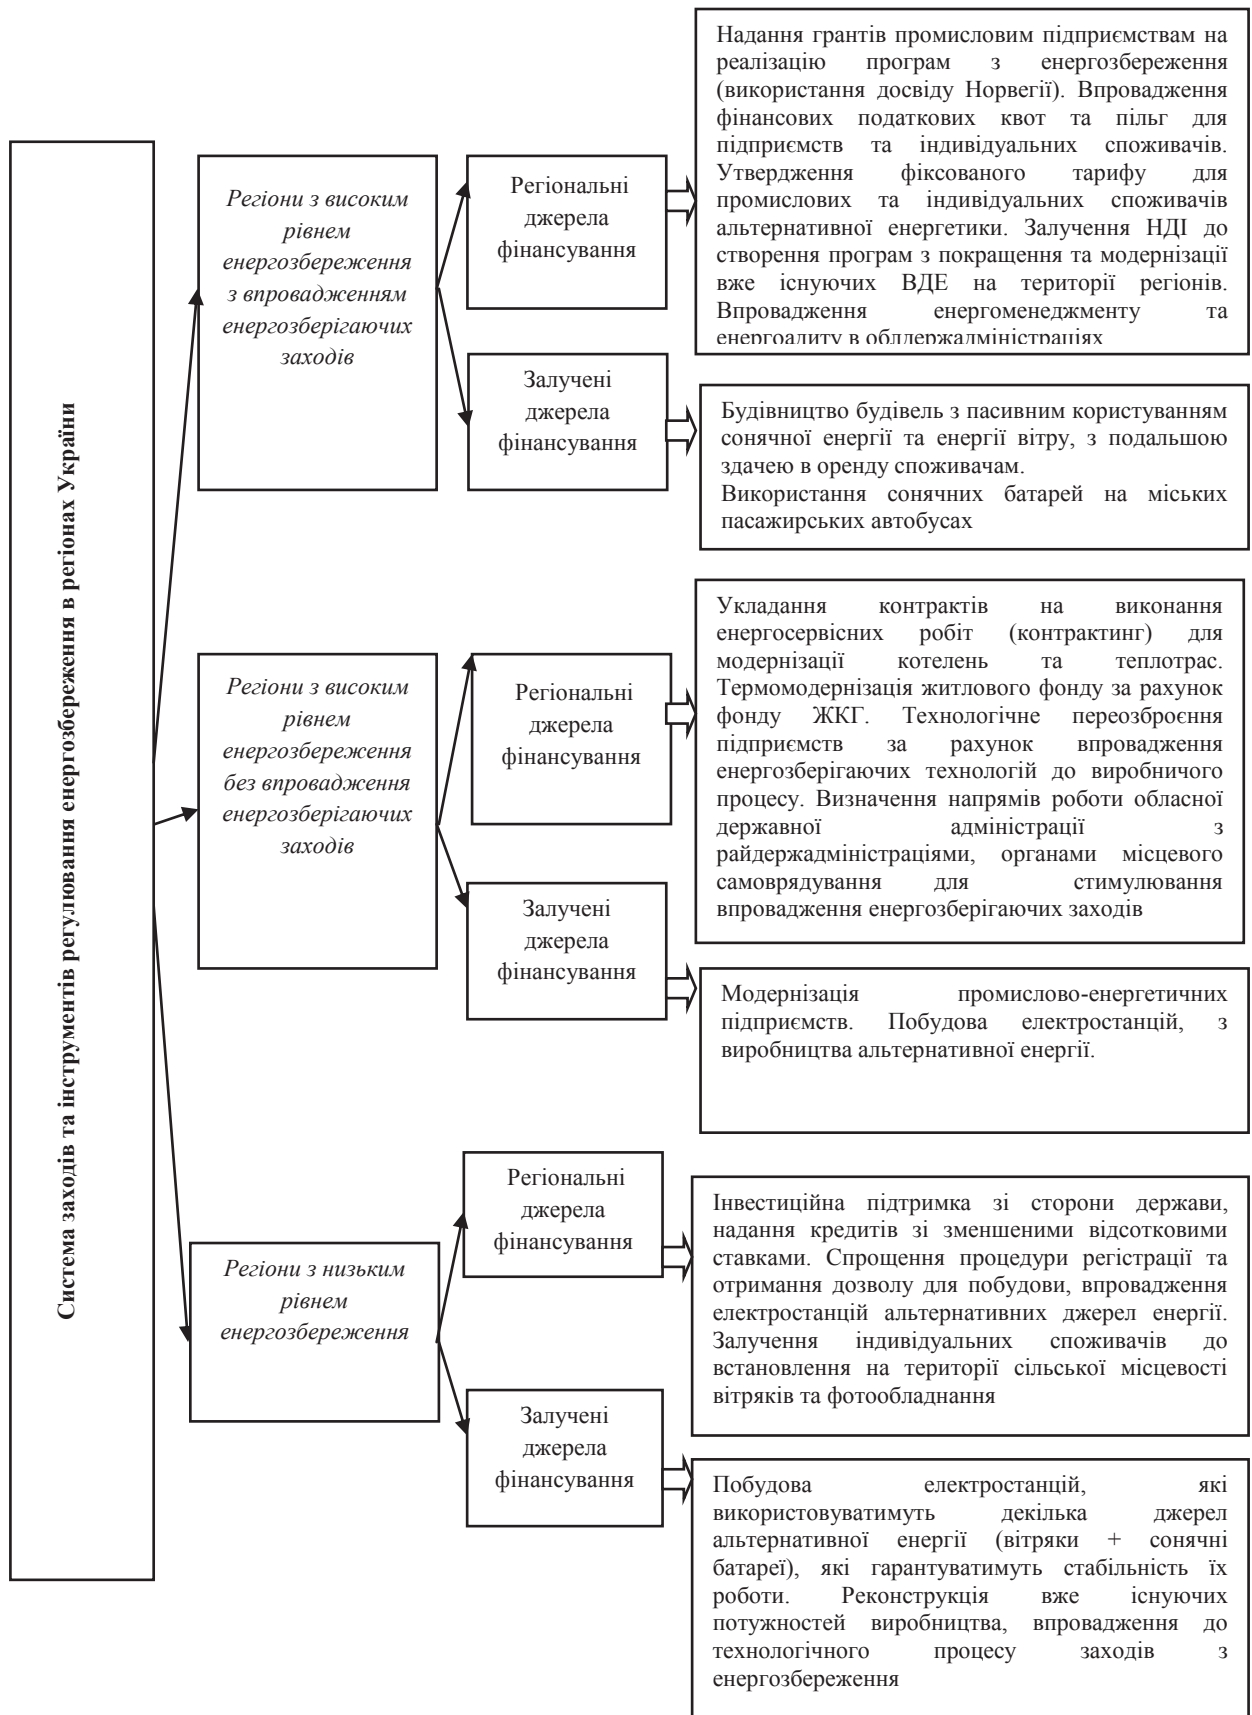 Система заходів та інструментів регулювання енергозбереження в регіонах України
Регіони з високим
рівнем
енергозбереження
з впровадженням
енергозберігаючих
заходів
Регіональні
джерела
фінансування
Надання грантів промисловим підприємствам на
реалізацію програм з енергозбереження
(використання досвіду Норвегії). Впровадження
фінансових податкових квот та пільг для
підприємств та індивідуальних споживачів.
Утвердження фіксованого тарифу для
промислових та індивідуальних споживачів
альтернативної енергетики. Залучення НДІ до
створення програм з покращення та модернізації
вже існуючих ВДЕ на території регіонів.
Впровадження енергоменеджменту та
енергоадиту в облдержадміністраціях
Залучені
джерела
фінансування
Будівництво будівель з пасивним користуванням
сонячної енергії та енергії вітру, з подальшою
здачею в оренду споживачам.
Використання сонячних батарей на міських
пасажирських автобусах
Регіони з високим
рівнем
енергозбереження
без впровадження
енергозберігаючих
заходів
Регіональні
джерела
фінансування
Укладання контрактів на виконання
енергосервісних робіт (контрактинг) для
модернізації котелень та теплотрас.
Термомодернізація житлового фонду за рахунок
фонду ЖКГ. Технологічне переозброєння
підприємств за рахунок впровадження
енергозберігаючих технологій до виробничого
процесу. Визначення напрямів роботи обласної
державної адміністрації з
райдержадміністраціями, органами місцевого
самоврядування для стимулювання
впровадження енергозберігаючих заходів
Залучені
джерела
фінансування
Модернізація промислово-енергетичних
підприємств. Побудова електростанцій, з
виробництва альтернативної енергії.
Регіони з низьким
рівнем
енергозбереження
Регіональні
джерела
фінансування
Інвестиційна підтримка зі сторони держави,
надання кредитів зі зменшеними відсотковими
ставками. Спрощення процедури регістрації та
отримання дозволу для побудови, впровадження
електростанцій альтернативних джерел енергії.
Залучення індивідуальних споживачів до
встановлення на території сільської місцевості
вітряків та фотообладнання
Залучені
джерела
фінансування
Побудова електростанцій, які
використовуватимуть декілька джерел
альтернативної енергії (вітряки + сонячні
батареї), які гарантуватимуть стабільність їх
роботи. Реконструкція вже існуючих
потужностей виробництва, впровадження до
технологічного процесу заходів з
енергозбереження